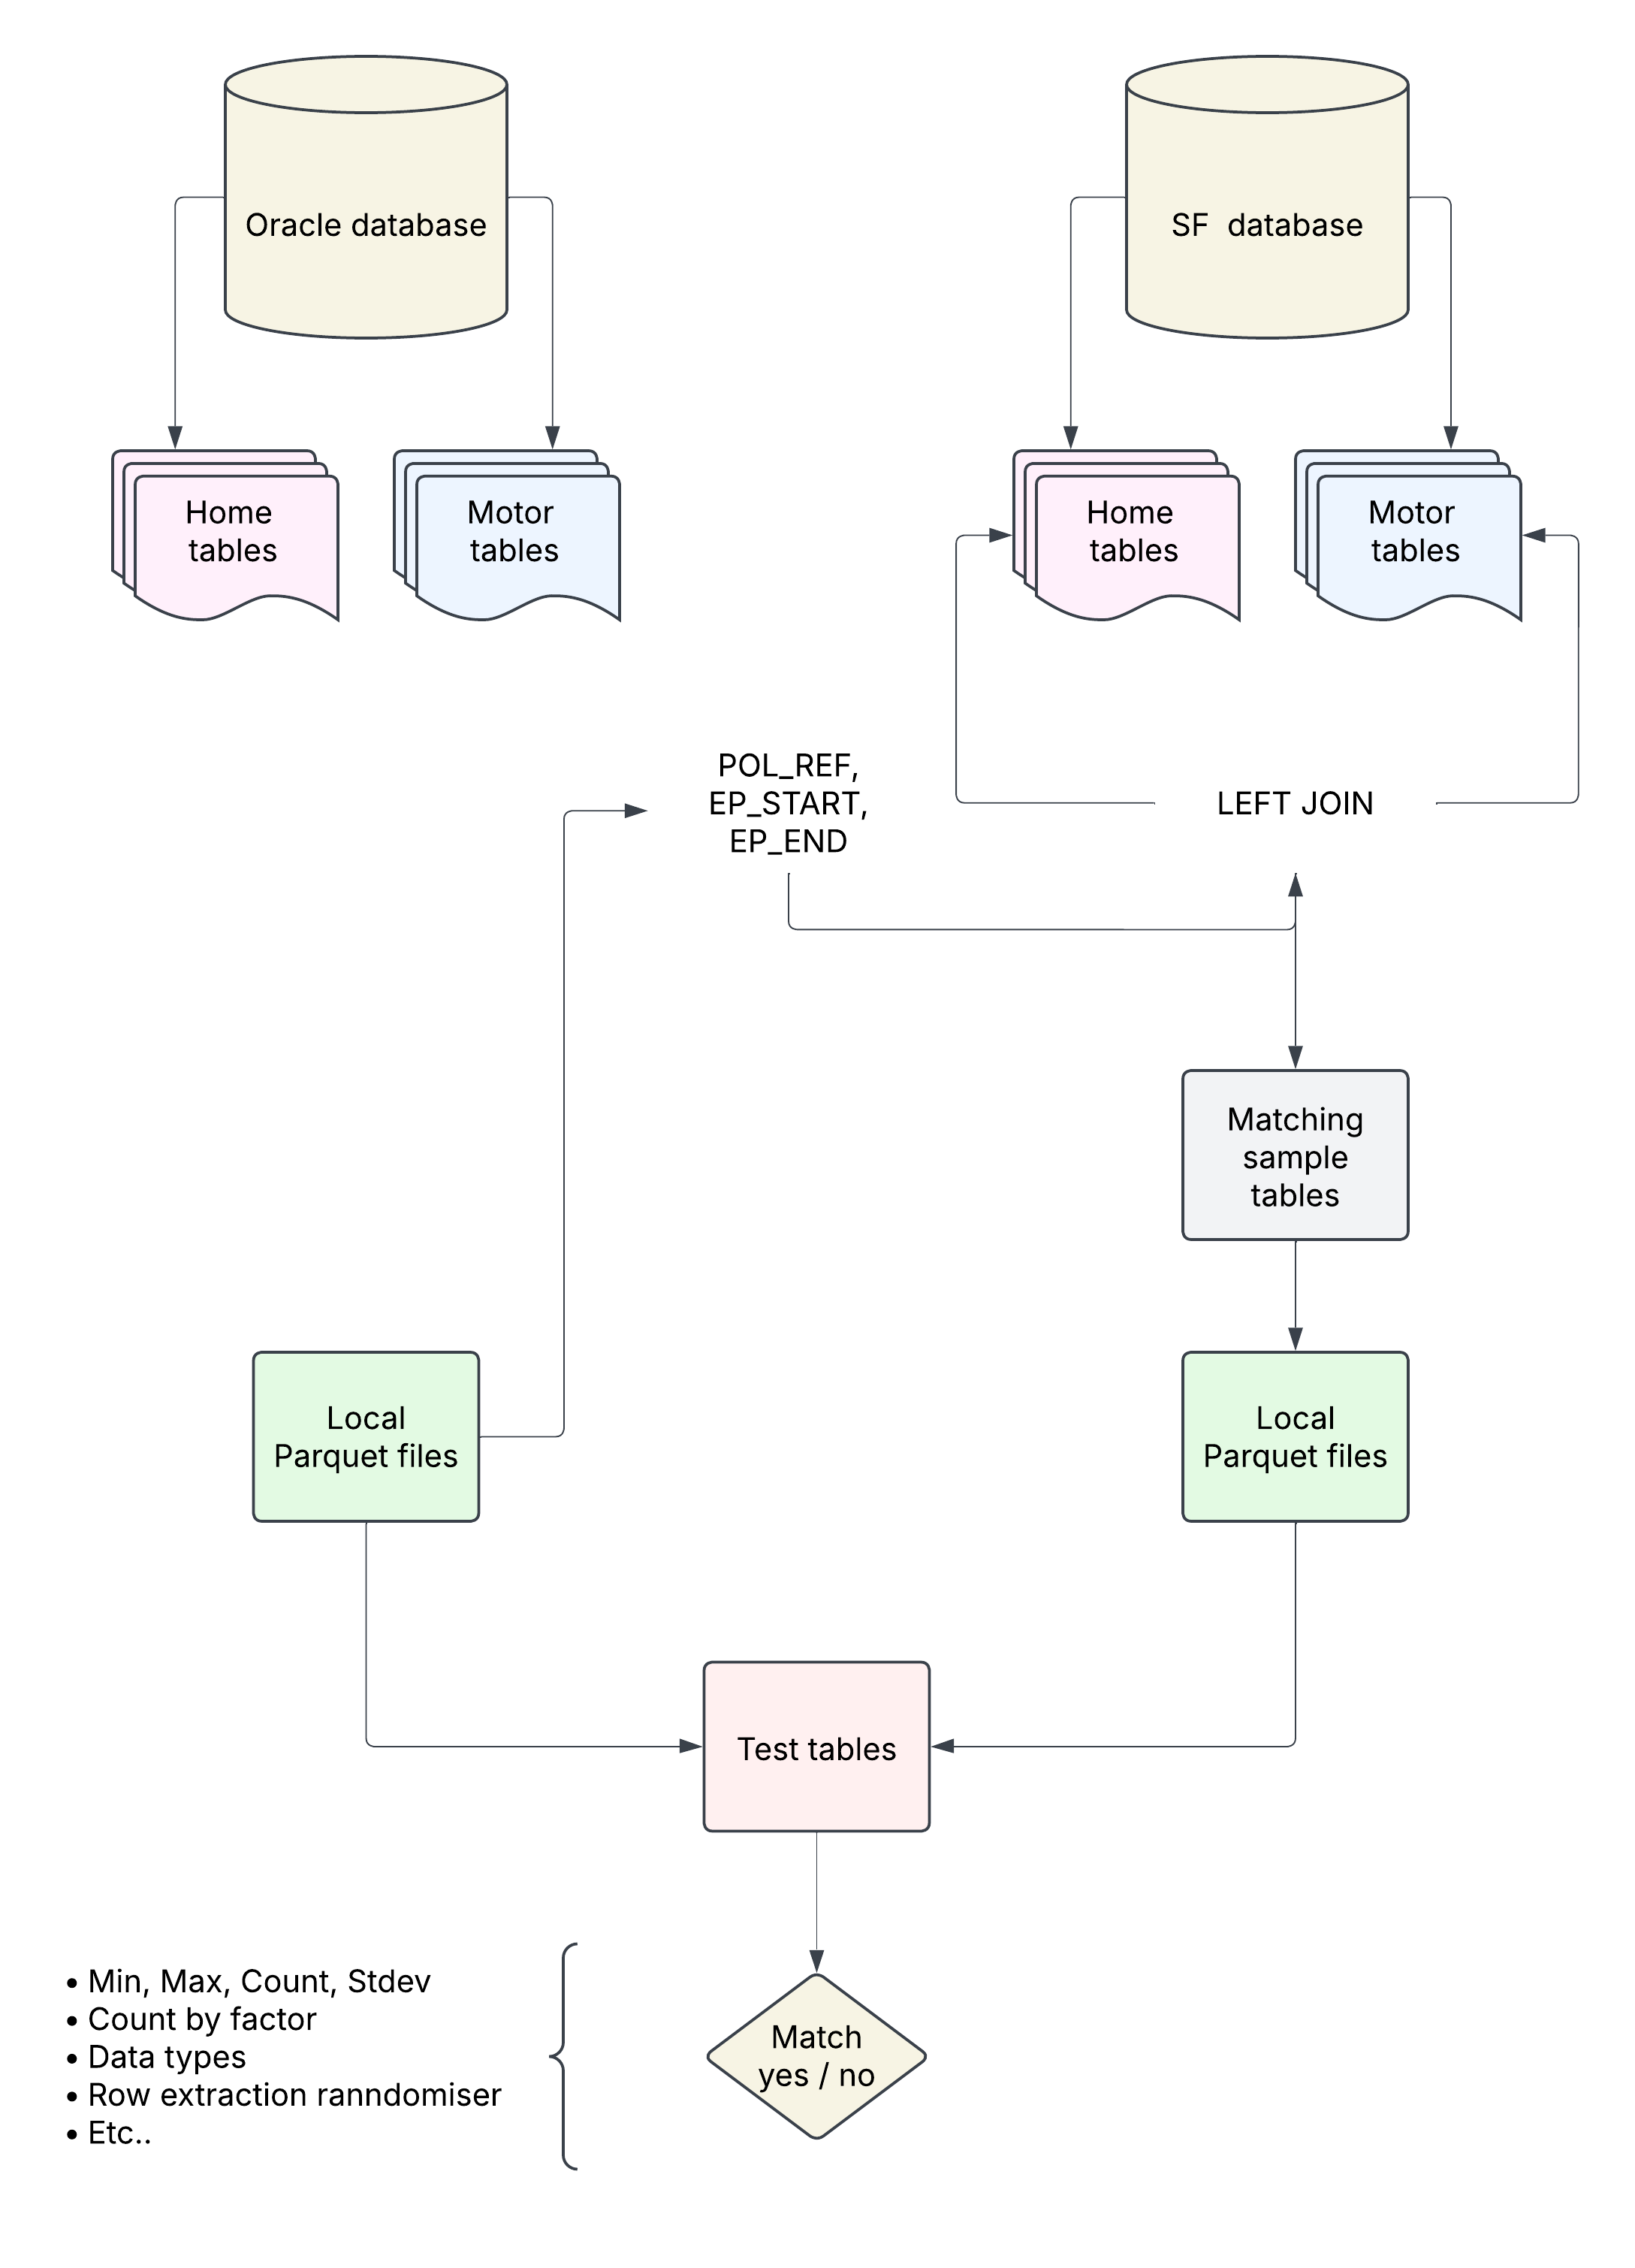 Oracle database
SF  database
Home
tables
Motor
tables
Home
tables
Motor
tables
POL_REF,
EP_START,
EP_END
LEFT JOIN
Matching
sample
tables
Local
Parquet files
Local
Parquet files
Test tables
• Min, Max, Count, Stdev
• Count by factor
• Data types
• Row extraction ranndomiser
• Etc..
Match
yes / no